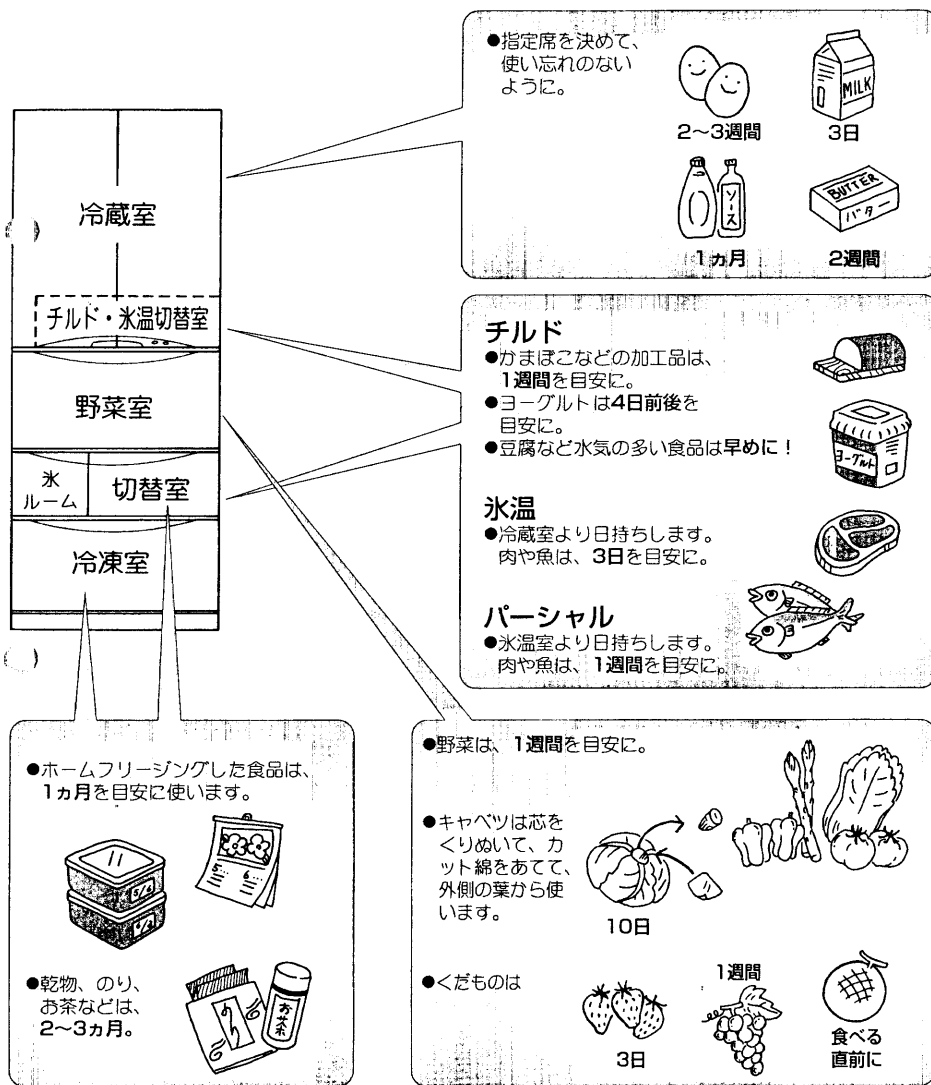 ●指定席を決めて、
使い忘れのない
ように。
MILK
2〜3週間
3日
ソース
BUTTER
バター
1ヵ月
2週間
冷蔵室
チルド・氷温切替室
野菜室
氷
ルーム
切替室
冷凍室
チルド
●かまぼこなどの加工品は、
1週間を目安に。
●ヨーグルトは4日前後を
目安に。
●豆腐など水気の多い食品は早めに！
ヨーグルト
氷温
●冷蔵室より日持ちします。
肉や魚は、3日を目安に。
パーシャル
●氷温室より日持ちします。
肉や魚は、1週間を目安に。
●ホームフリージングした食品は、
1ヵ月を目安に使います。
5…
6…
5/6
●乾物、のり、
お茶などは、
2〜3ヵ月。
のり
お茶
●野菜は、1週間を目安に。
●キャベツは芯を
くりぬいて、カ
ット綿をあてて、
外側の葉から使
います。
10日
●くだものは
3日
1週間
食べる
直前に